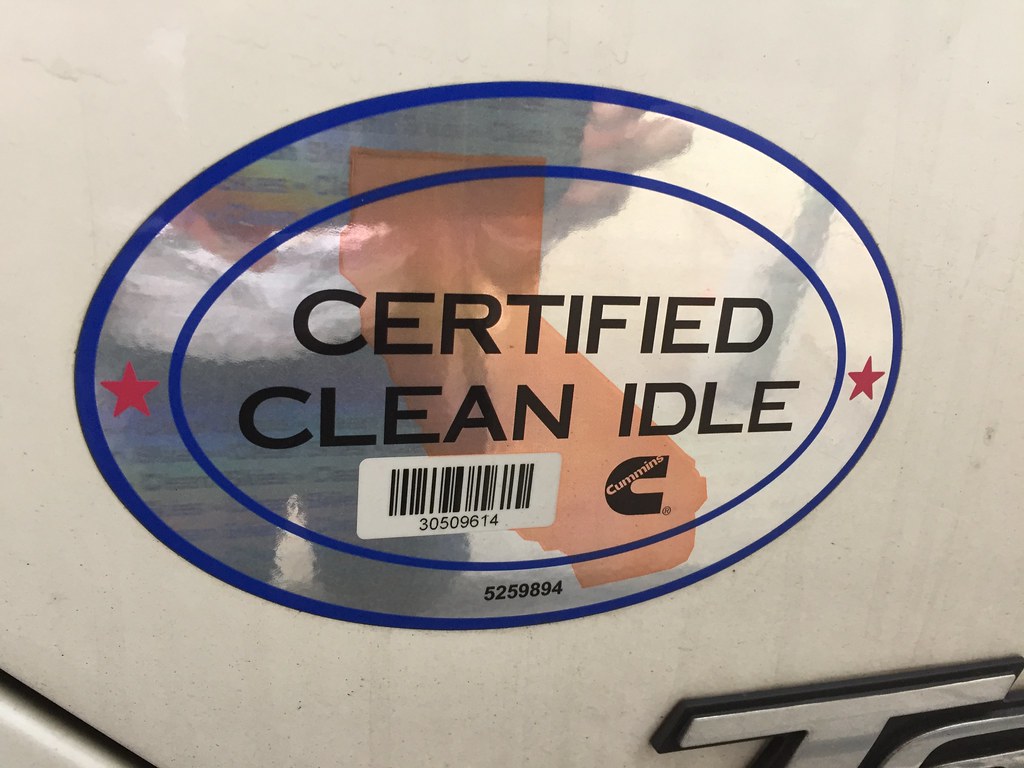 CERTIFIED
CLEAN IDLE
30509614
Cummins
®
5259894